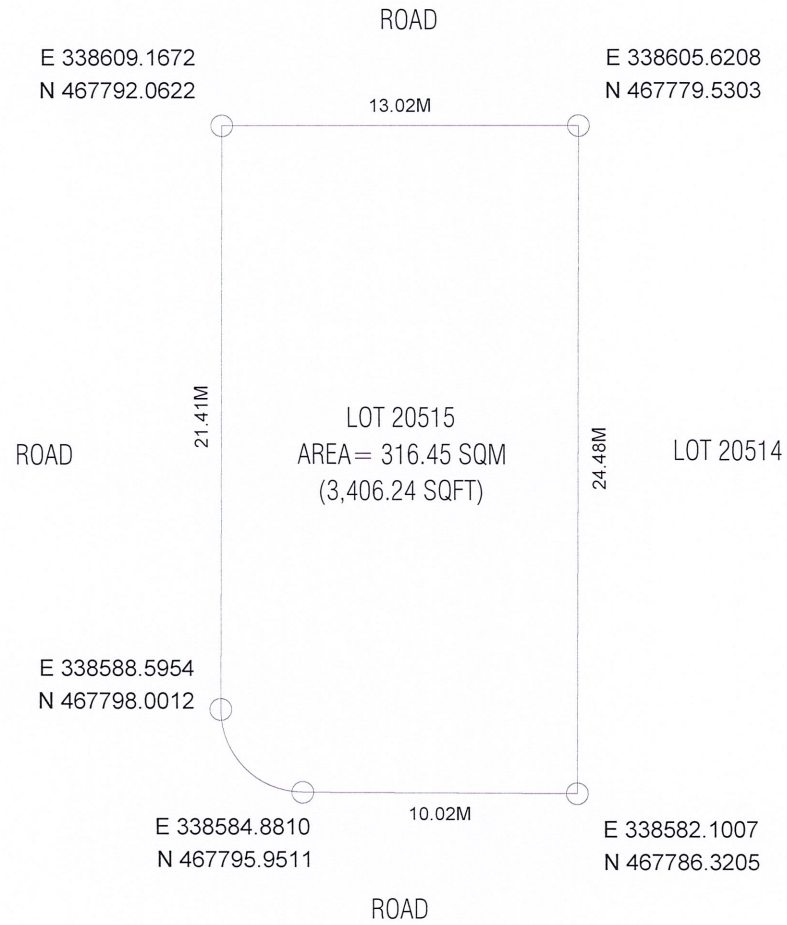 ROAD
E 338609.1672
N 467792.0622
E 338605.6208
N 467779.5303
13.02M
21.41M
LOT 20515
AREA= 316.45 SQM
(3,406.24 SQFT)
24.48M
ROAD
LOT 20514
E 338588.5954
N 467798.0012
10.02M
E 338584.8810
N 467795.9511
E 338582.1007
N 467786.3205
ROAD